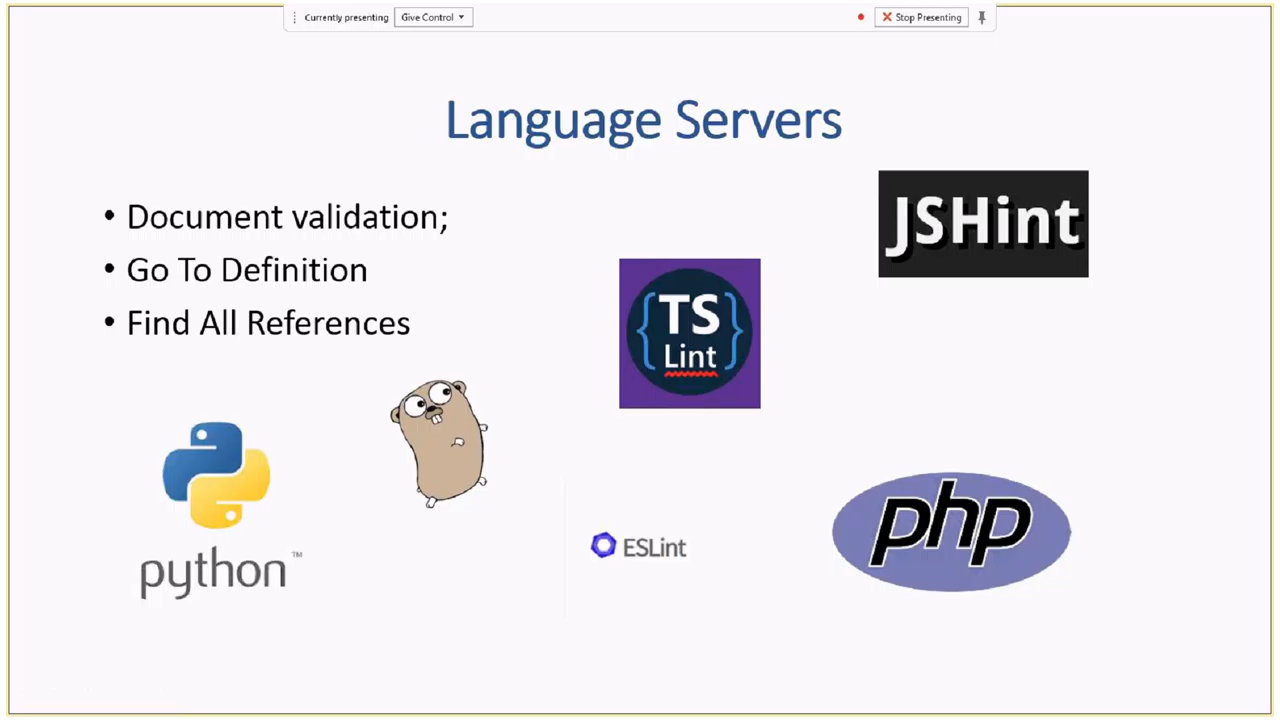 Currently presenting
Give Control
Stop Presenting
Language Servers
• Document validation;
• Go To Definition
• Find All References
JSHint
{TS}
Lint
python™
ESLint
php